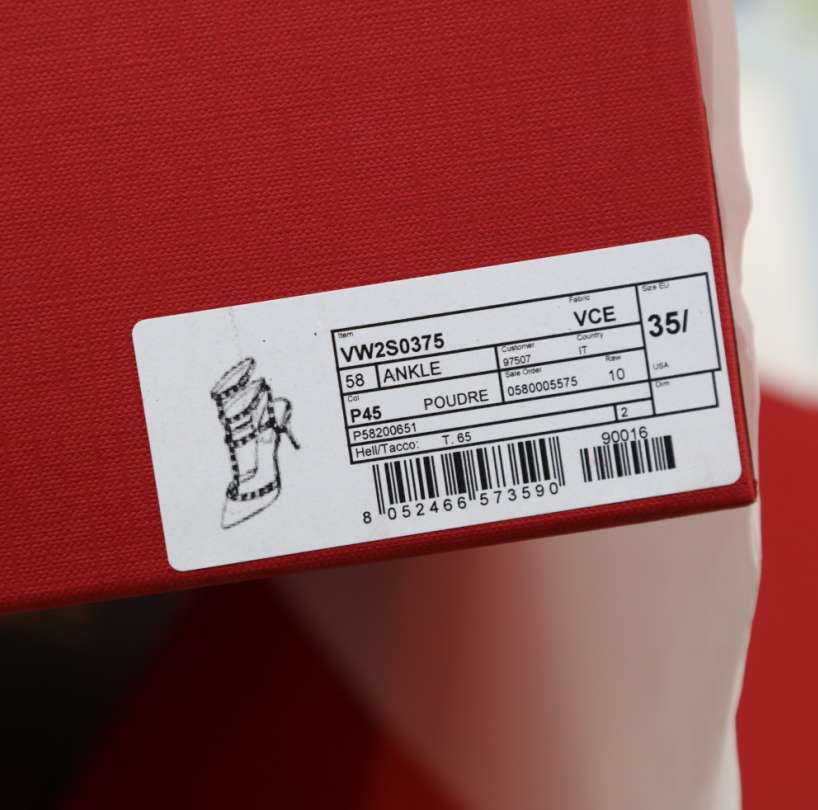 Item
VW2S0375
Fabric
VCE
Size EU
35/
58 ANKLE
Customer
97507
Country
IT
USA
Col
P45 POUDRE
Sale Order
0580005575
Row
10
Dim
P58200651
2
Hell/Tacco: T. 65
90016
8 052466 573590